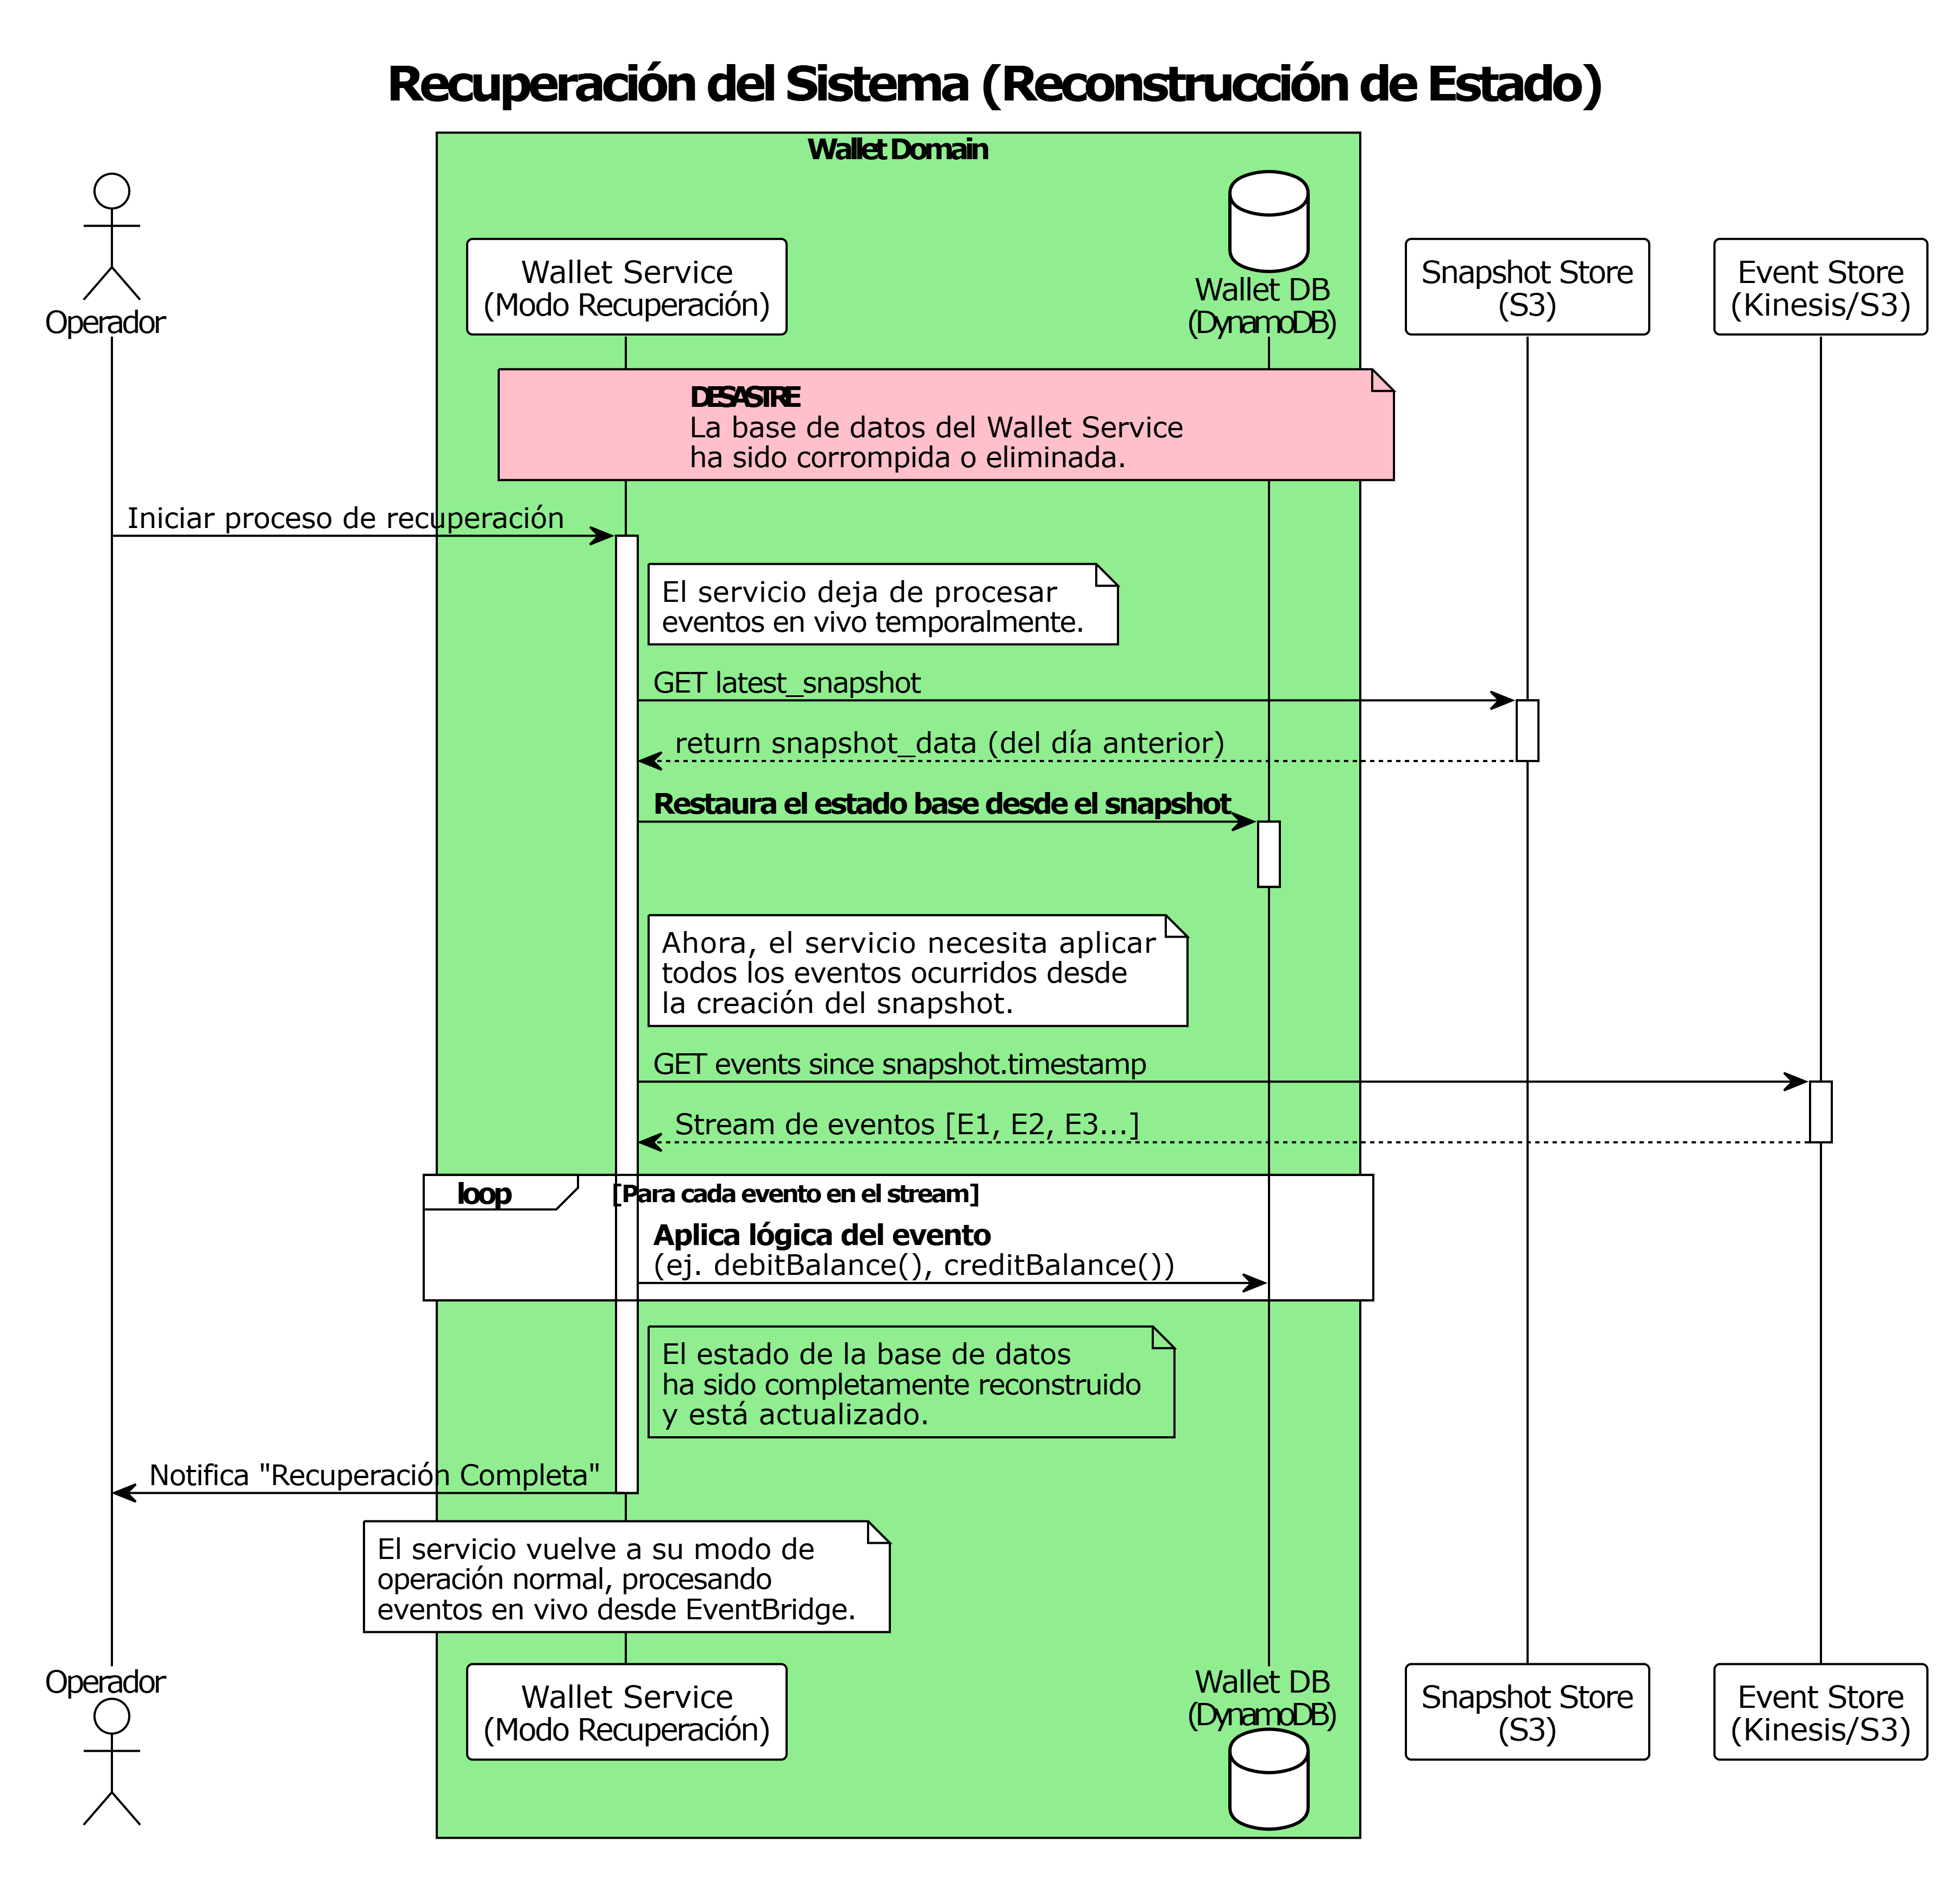 Recuperación del Sistema (Reconstrucción de Estado)
Wallet Domain
Operador
Wallet Service
(Modo Recuperación)
Wallet DB
(DynamoDB)
Snapshot Store
(S3)
Event Store
(Kinesis/S3)
DESASTRE
La base de datos del Wallet Service
ha sido corrompida o eliminada.
Iniciar proceso de recuperación
El servicio deja de procesar
eventos en vivo temporalmente.
GET latest_snapshot
return snapshot_data (del día anterior)
Restaura el estado base desde el snapshot
Ahora, el servicio necesita aplicar
todos los eventos ocurridos desde
la creación del snapshot.
GET events since snapshot.timestamp
Stream de eventos [E1, E2, E3...]
loop [Para cada evento en el stream]
Aplica lógica del evento
(ej. debitBalance(), creditBalance())
El estado de la base de datos
ha sido completamente reconstruido
y está actualizado.
Notifica "Recuperación Completa"
El servicio vuelve a su modo de
operación normal, procesando
eventos en vivo desde EventBridge.
Operador
Wallet Service
(Modo Recuperación)
Wallet DB
(DynamoDB)
Snapshot Store
(S3)
Event Store
(Kinesis/S3)